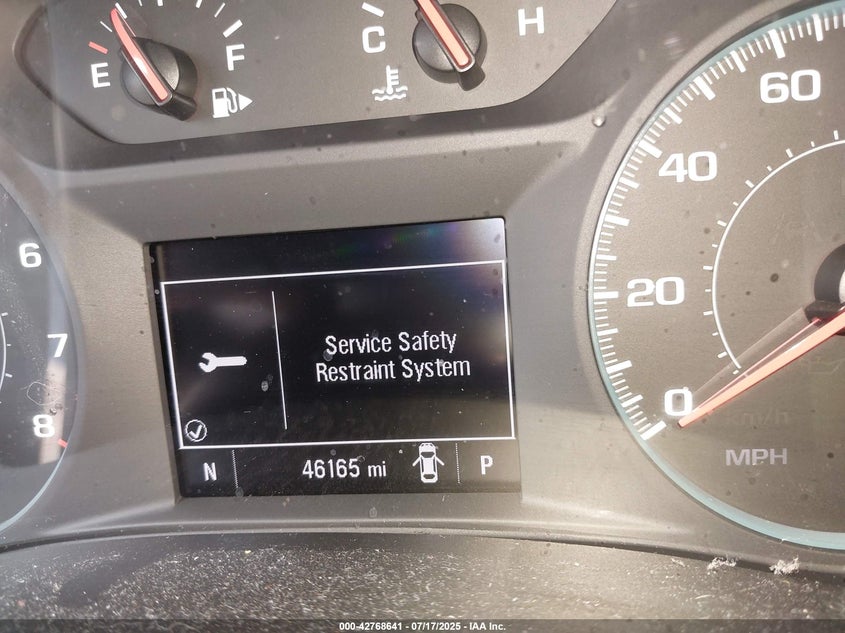 E F
C H
6
7
8
60
40
20
0
km/h
MPH
Service Safety
Restraint System
N 46165 mi P
000-42768641 - 07/17/2025 - IAA Inc.